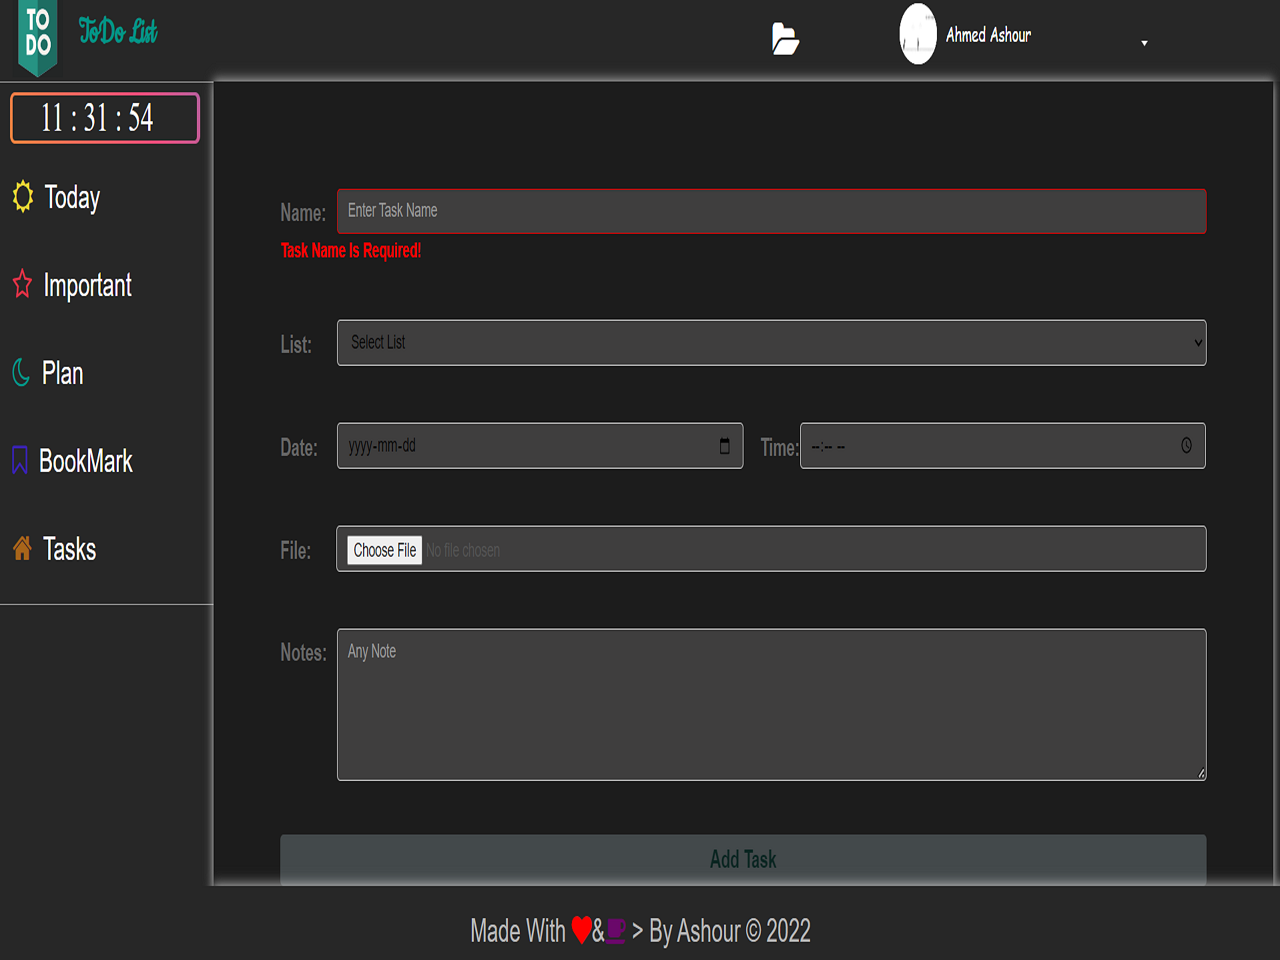 TO
DO
ToDo List
Ahmed Ashour
11 : 31 : 54
Today
Important
Plan
BookMark
Tasks
Name: Enter Task Name
Task Name Is Required!
List: Select List
Date: yyyy-mm-dd Time: --:-- --
File: Choose File No file chosen
Notes: Any Note
Add Task
Made With & > By Ashour © 2022